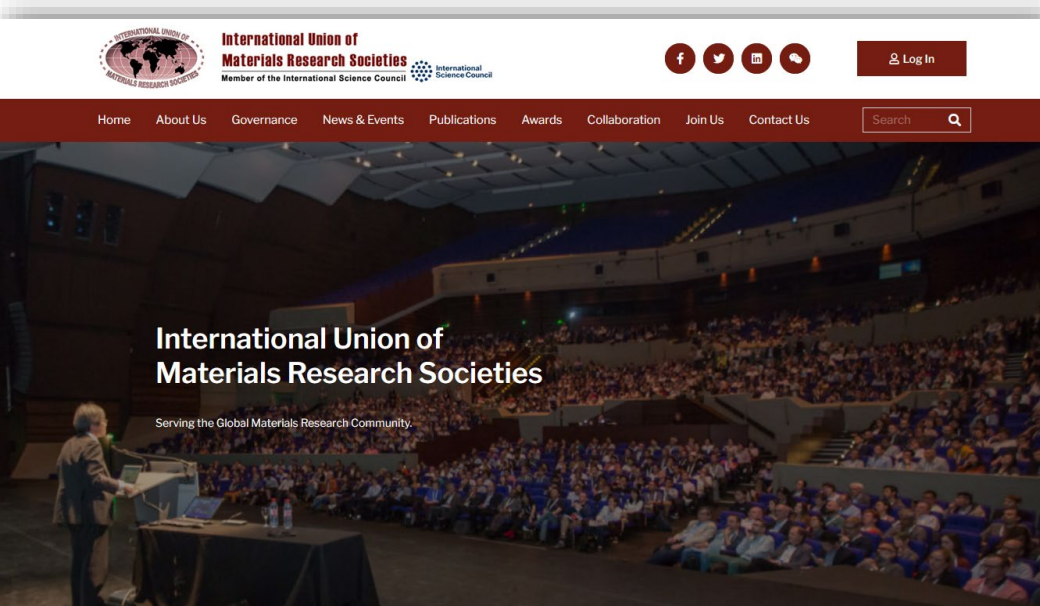 INTERNATIONAL UNION OF
MATERIALS RESEARCH SOCIETIES
International Union of
Materials Research Societies
Member of the International Science Council
International
Science Council
Log In
Home About Us Governance News & Events Publications Awards Collaboration Join Us Contact Us Search
International Union of
Materials Research Societies
Serving the Global Materials Research Community.